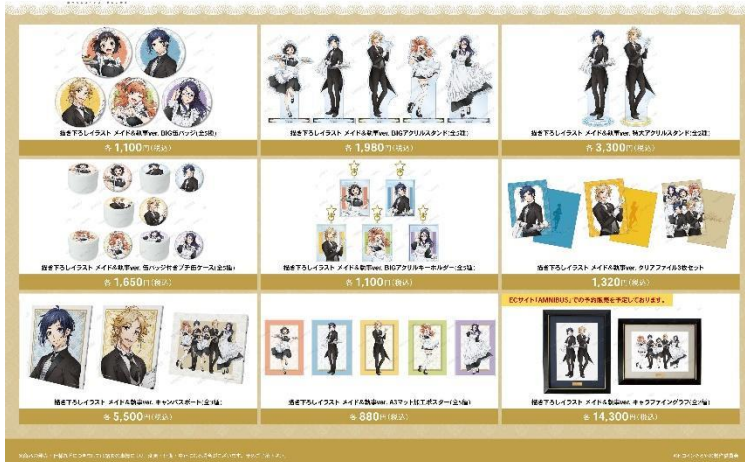 描き下ろしイラスト メイド&執事ver. BIG缶バッジ(全5種)
各 1,100円(税込)
描き下ろしイラスト メイド&執事ver. BIGアクリルスタンド(全5種)
各 1,980円(税込)
描き下ろしイラスト メイド&執事ver. 特大アクリルスタンド(全2種)
各 3,300円(税込)
描き下ろしイラスト メイド&執事ver. 缶バッジ付きプチ缶ケース(全5種)
各 1,650円(税込)
描き下ろしイラスト メイド&執事ver. BIGアクリルキーホルダー(全5種)
各 1,100円(税込)
描き下ろしイラスト メイド&執事ver. クリアファイル3枚セット
1,320円(税込)
描き下ろしイラスト メイド&執事ver. キャンバスボード(全3種)
各 5,500円(税込)
描き下ろしイラスト メイド&執事ver. A3マット加工ポスター(全5種)
各 880円(税込)
ECサイト「AMNIBUS」での予約販売を予定しております。
描き下ろしイラスト メイド&執事ver. キャラファイングラフ(全2種)
各 14,300円(税込)